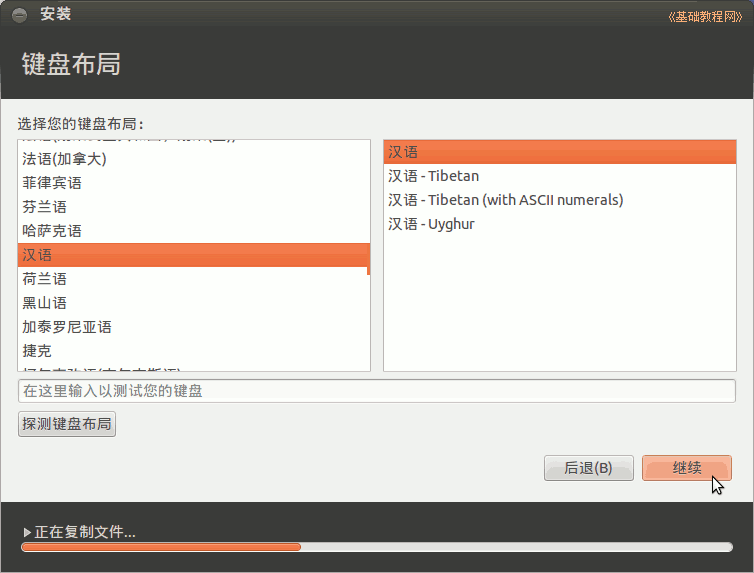 安装
《基础教程网》
键盘布局
选择您的键盘布局：
法语(加拿大)
菲律宾语
芬兰语
哈萨克语
汉语
荷兰语
黑山语
加泰罗尼亚语
捷克
汉语
汉语 - Tibetan
汉语 - Tibetan (with ASCII numerals)
汉语 - Uyghur
在这里输入以测试您的键盘
探测键盘布局
后退(B)
继续
正在复制文件...